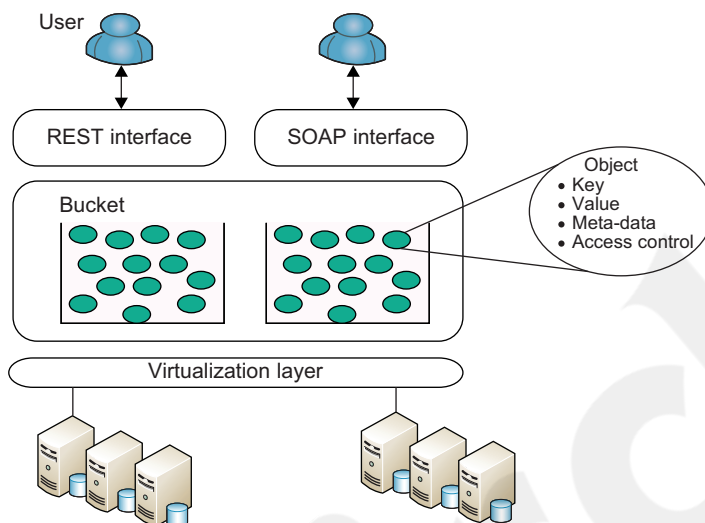 User
REST interface
SOAP interface
Object
• Key
• Value
• Meta-data
• Access control
Bucket
Virtualization layer